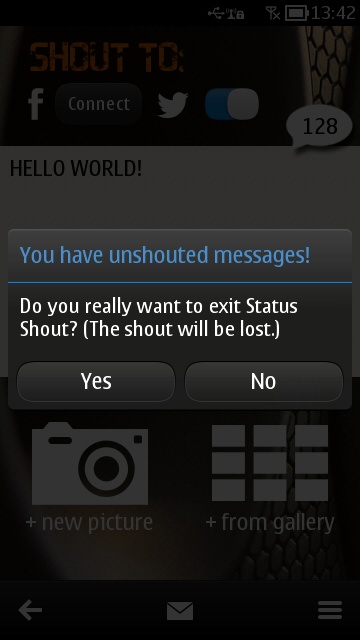 13:42
SHOUT TO:
f Connect
128
HELLO WORLD!
You have unshouted messages!
Do you really want to exit Status
Shout? (The shout will be lost.)
Yes No
+ new picture + from gallery